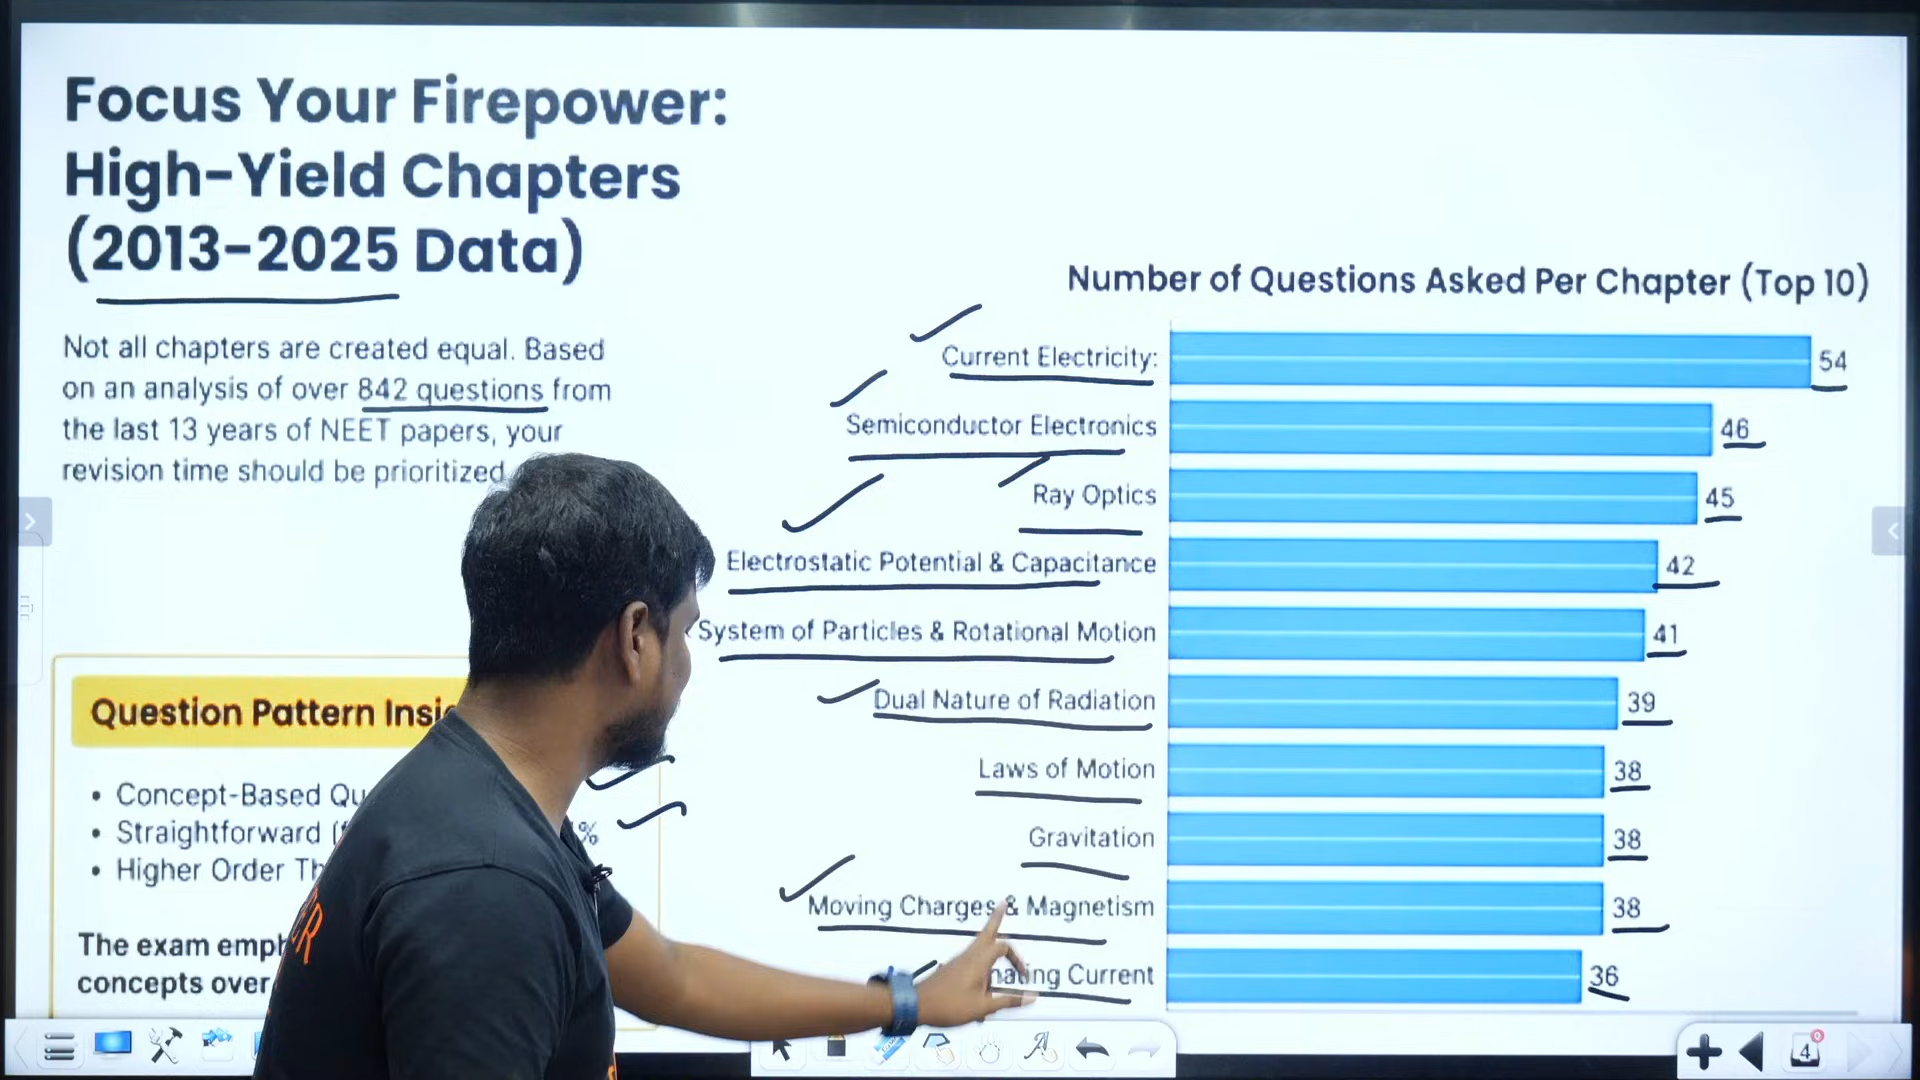 Focus Your Firepower:
High-Yield Chapters
(2013-2025 Data)
Not all chapters are created equal. Based
on an analysis of over 842 questions from
the last 13 years of NEET papers, your
revision time should be prioritized
Question Pattern
• Concept-Based
• Straightforward %
• Higher Order
The exam
concepts over
Number of Questions Asked Per Chapter (Top 10)
Current Electricity: 54
Semiconductor Electronics 46
Ray Optics 45
Electrostatic Potential & Capacitance 42
System of Particles & Rotational Motion 41
Dual Nature of Radiation 39
Laws of Motion 38
Gravitation 38
Moving Charges & Magnetism 38
Current 36
4
0